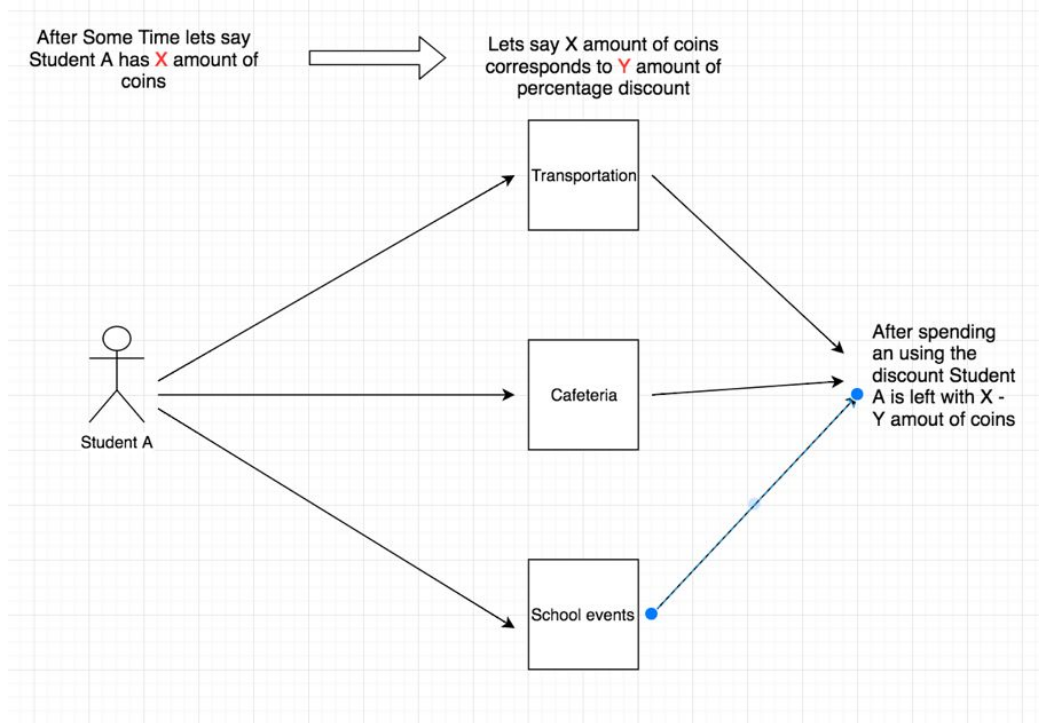 After Some Time lets say
Student A has X amount of
coins
Lets say X amount of coins
corresponds to Y amount of
percentage discount
Transportation
Student A
Cafeteria
School events
After spending
an using the
discount Student
A is left with X -
Y amout of coins